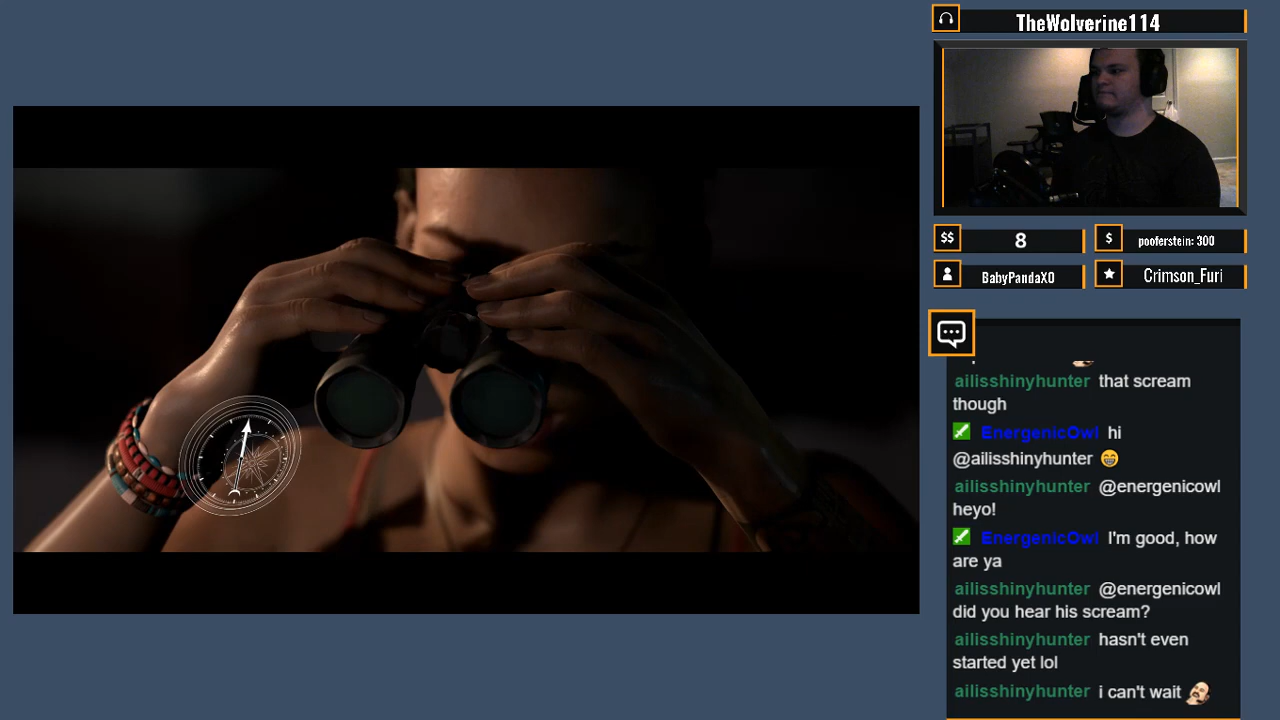 TheWolverine114
$$ 8
$ pooferstein: 300
BabyPandaXO
Crimson_Furi
ailisshinyhunter that scream
though
EnergenicOwl hi
@ailisshinyhunter
ailisshinyhunter @energenicowl
heyo!
EnergenicOwl I'm good, how
are ya
ailisshinyhunter @energenicowl
did you hear his scream?
ailisshinyhunter hasn't even
started yet lol
ailisshinyhunter i can't wait